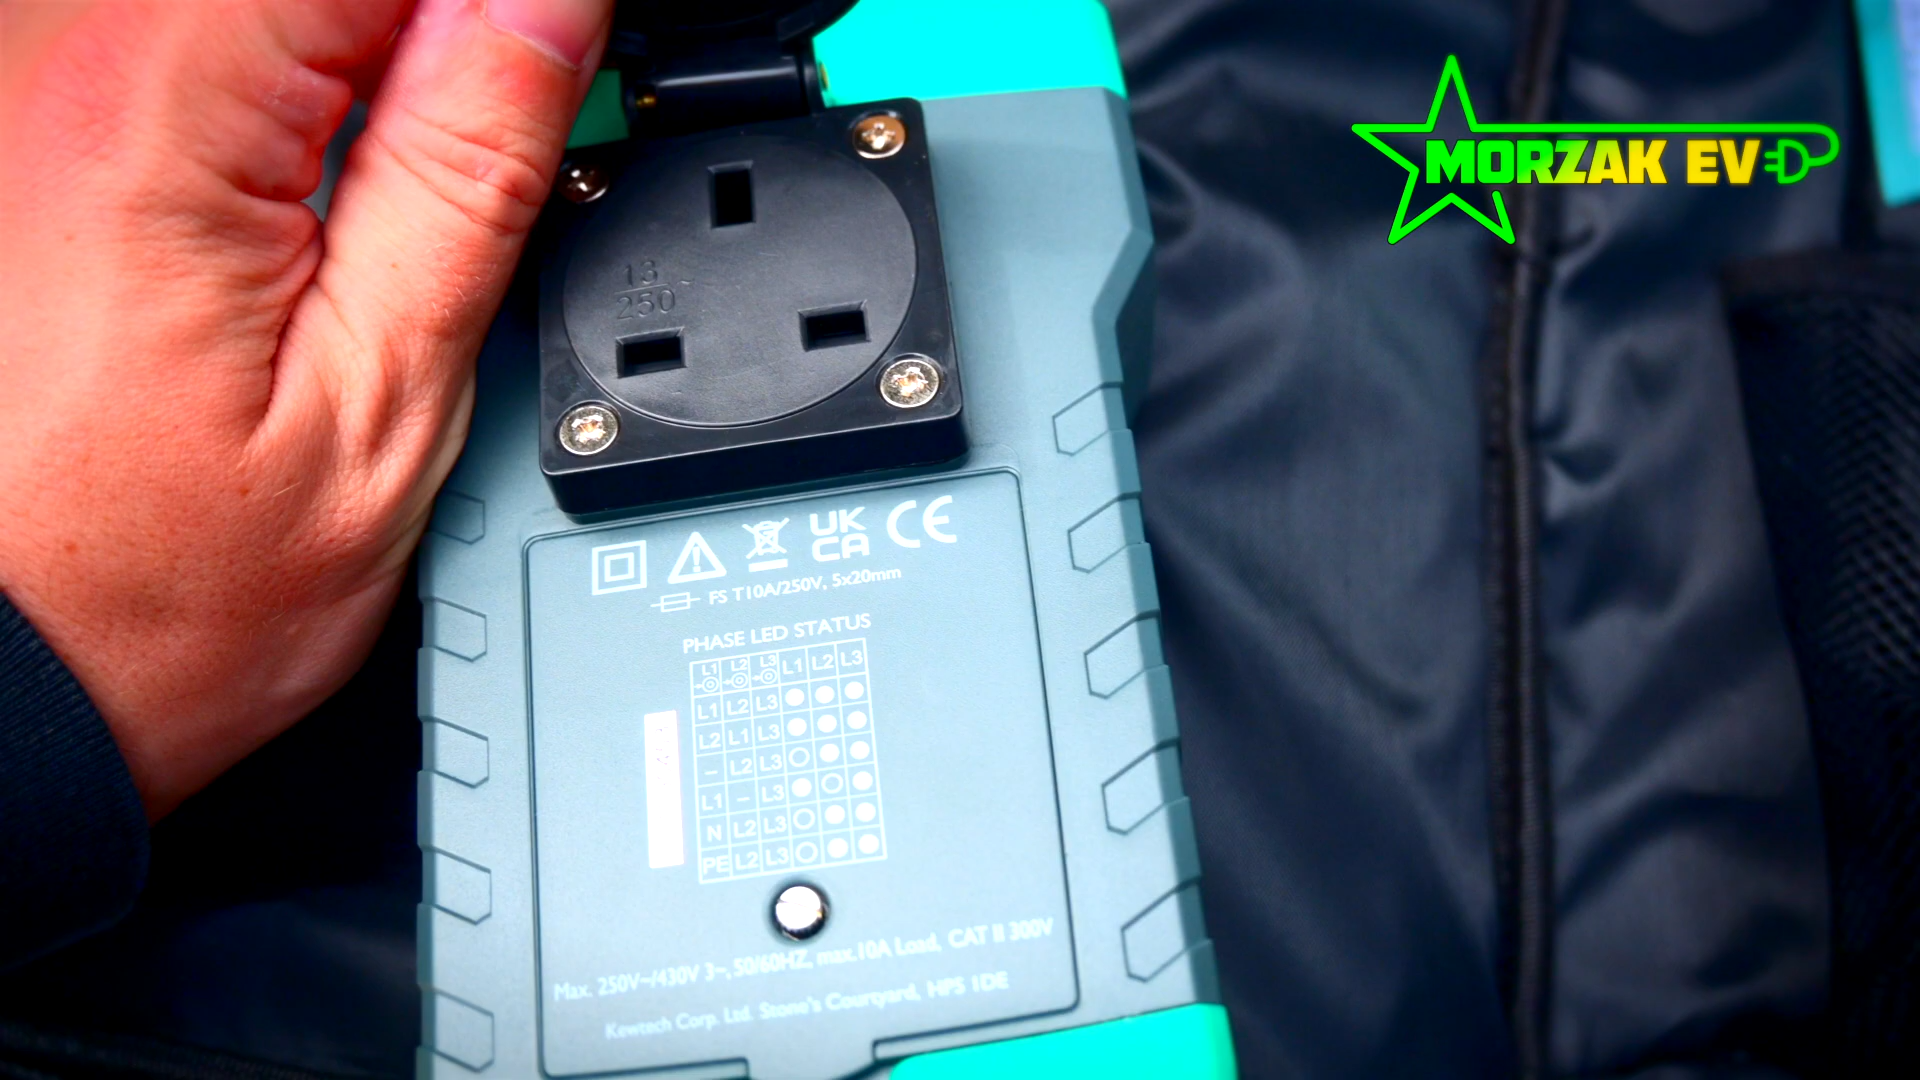 MORZAK EV
13
250
UK
CA
CE
FS T10A/250V, 5x20mm
PHASE LED STATUS
L1 L2 L3 L1 L2 L3
L1 L2 L3
L2 L1 L3
– L2 L3
L1 – L3
N L2 L3
PE L2 L3
Max. 250V~/430V 3~, 50/60HZ, max.10A Load, CAT II 300V
Kewtech Corp. Ltd. Stone's Courtyard, HP5 1DE